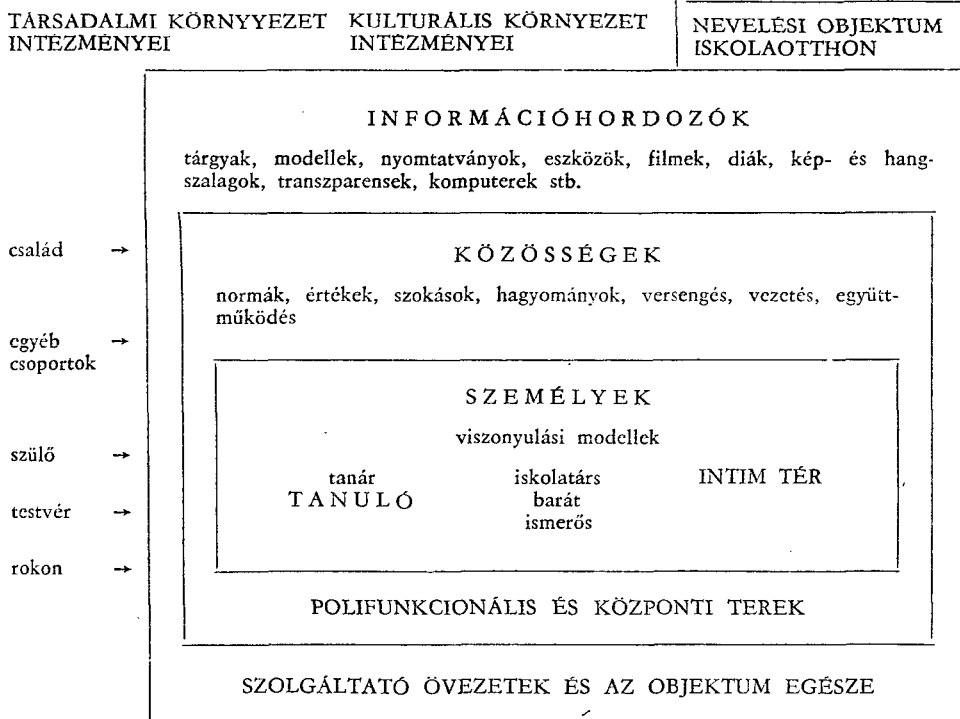 TÁRSADALMI KÖRNYYEZET KULTURÁLIS KÖRNYEZET NEVELÉSI OBJEKTUM
INTÉZMÉNYEI INTÉZMÉNYEI ISKOLAOTTHON
INFORMÁCIÓHORDOZÓK
tárgyak, modellek, nyomtatványok, eszközök, filmek, diák, kép- és hang-
szalagok, transzparensek, komputerek stb.
család →
KÖZÖSSÉGEK
normák, értékek, szokások, hagyományok, versengés, vezetés, együtt-
működés
egyéb →
csoportok
SZEMÉLYEK
viszonyulási modellek
szülő →
tanár iskolatárs INTIM TÉR
TANULÓ barát
testvér →
ismerős
rokon →
POLIFUNKCIONÁLIS ÉS KÖZPONTI TEREK
SZOLGÁLTATÓ ÖVEZETEK ÉS AZ OBJEKTUM EGÉSZE